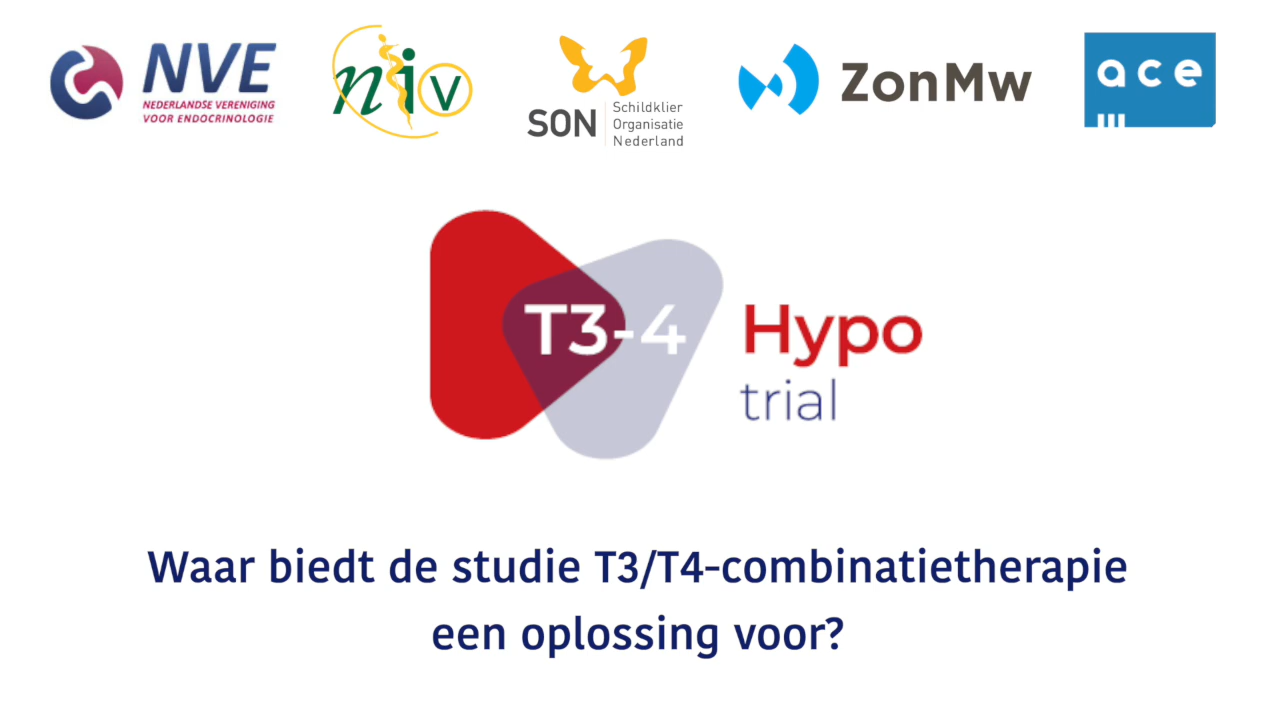 NVE
NEDERLANDSE VERENIGING
VOOR ENDOCRINOLOGIE
niv
SON
Schildklier
Organisatie
Nederland
ZonMw
ace
T3-4
Hypo
trial
Waar biedt de studie T3/T4-combinatietherapie
een oplossing voor?